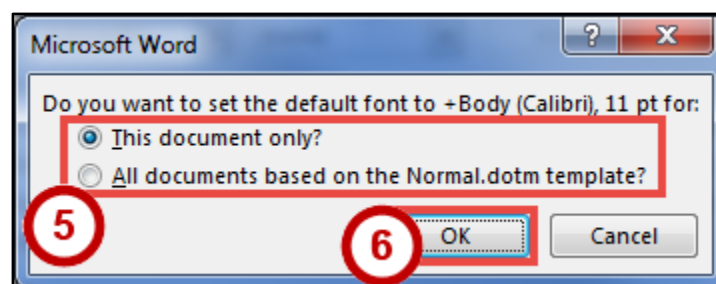 Microsoft Word
?
X
Do you want to set the default font to +Body (Calibri), 11 pt for:
This document only?
All documents based on the Normal.dotm template?
5
6
OK
Cancel